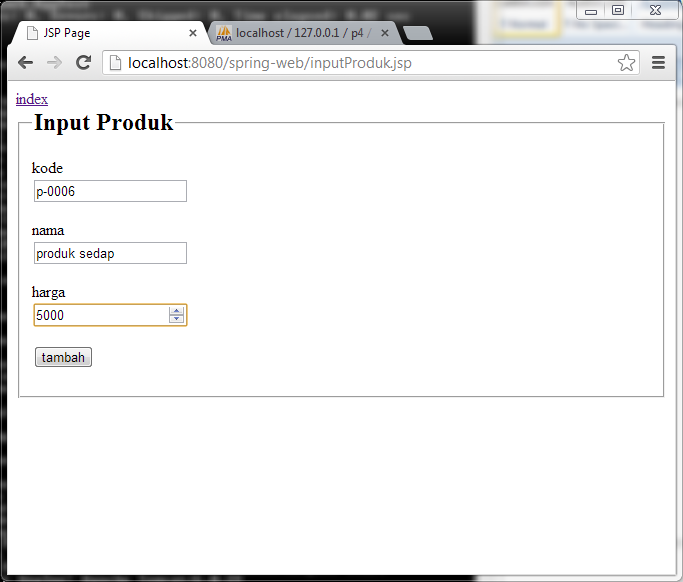 JSP Page
localhost / 127.0.0.1 / p4 /
localhost:8080/spring-web/inputProduk.jsp
index
Input Produk
kode
p-0006
nama
produk sedap
harga
5000
tambah